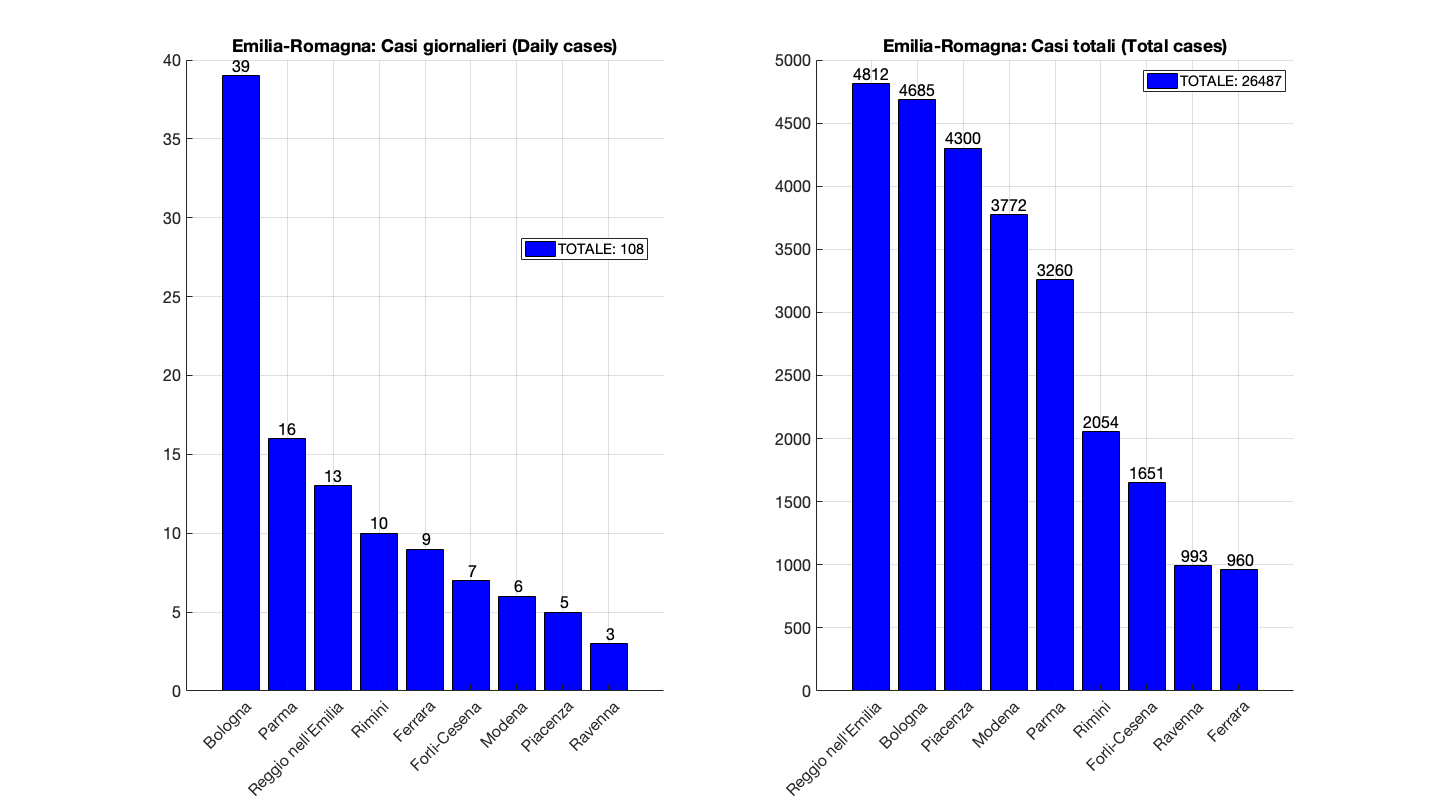 Emilia-Romagna: Casi giornalieri (Daily cases)
40
35
30
25
20
15
10
5
0
39
16
13
10
9
7
6
5
3
TOTALE: 108
Bologna
Parma
Reggio nell'Emilia
Rimini
Ferrara
Forlì-Cesena
Modena
Piacenza
Ravenna
Emilia-Romagna: Casi totali (Total cases)
5000
4500
4000
3500
3000
2500
2000
1500
1000
500
0
4812
4685
4300
3772
3260
2054
1651
993
960
TOTALE: 26487
Reggio nell'Emilia
Bologna
Piacenza
Modena
Parma
Rimini
Forlì-Cesena
Ravenna
Ferrara